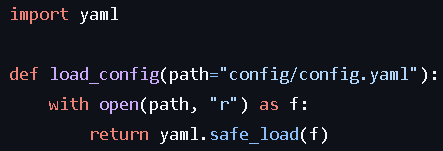 import yaml

def load_config(path="config/config.yaml"):
    with open(path, "r") as f:
        return yaml.safe_load(f)